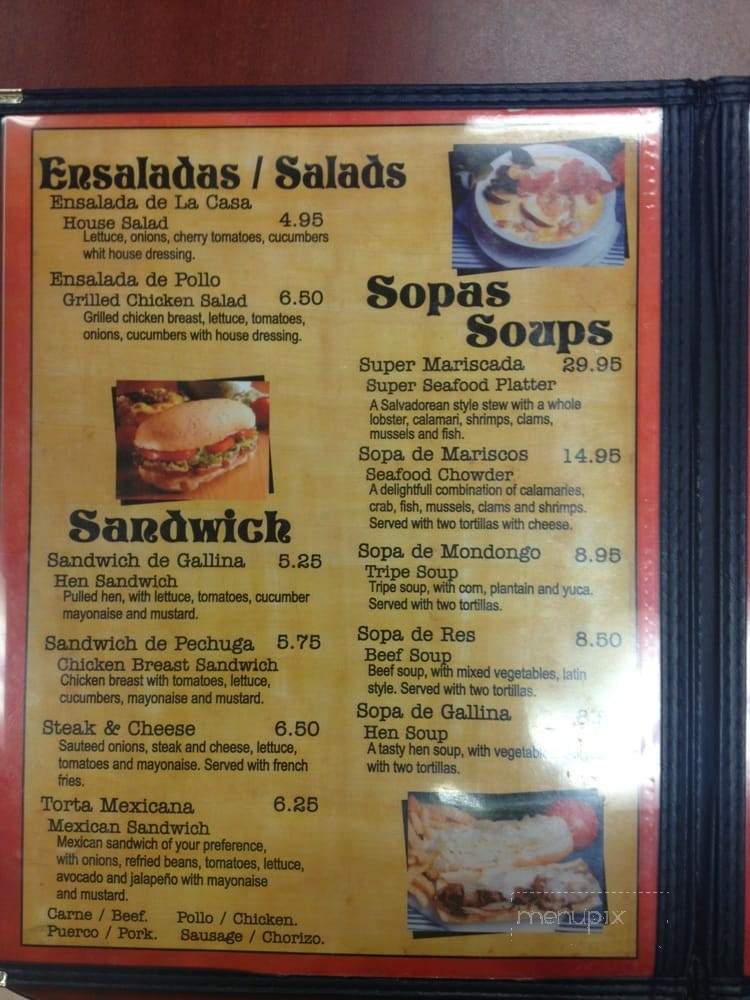 Ensaladas / Salads
Ensalada de La Casa
House Salad 4.95
Lettuce, onions, cherry tomatoes, cucumbers
whit house dressing.
Ensalada de Pollo
Grilled Chicken Salad 6.50
Grilled chicken breast, lettuce, tomatoes,
onions, cucumbers with house dressing.
Sandwich
Sandwich de Gallina 5.25
Hen Sandwich
Pulled hen, with lettuce, tomatoes, cucumber
mayonaise and mustard.
Sandwich de Pechuga 5.75
Chicken Breast Sandwich
Chicken breast with tomatoes, lettuce,
cucumbers, mayonaise and mustard.
Steak & Cheese 6.50
Sauteed onions, steak and cheese, lettuce,
tomatoes and mayonaise. Served with french
fries.
Torta Mexicana 6.25
Mexican Sandwich
Mexican sandwich of your preference,
with onions, refried beans, tomatoes, lettuce,
avocado and jalapeño with mayonaise
and mustard.
Carne / Beef. Pollo / Chicken.
Puerco / Pork. Sausage / Chorizo.
Sopas
Soups
Super Mariscada 29.95
Super Seafood Platter
A Salvadorean style stew with a whole
lobster, calamari, shrimps, clams,
mussels and fish.
Sopa de Mariscos 14.95
Seafood Chowder
A delightfull combination of calamaries,
crab, fish, mussels, clams and shrimps.
Served with two tortillas with cheese.
Sopa de Mondongo 8.95
Tripe Soup
Tripe soup, with corn, plantain and yuca.
Served with two tortillas.
Sopa de Res 8.50
Beef Soup
Beef soup, with mixed vegetables, latin
style. Served with two tortillas.
Sopa de Gallina
Hen Soup
A tasty hen soup, with
with two tortillas.
menupix